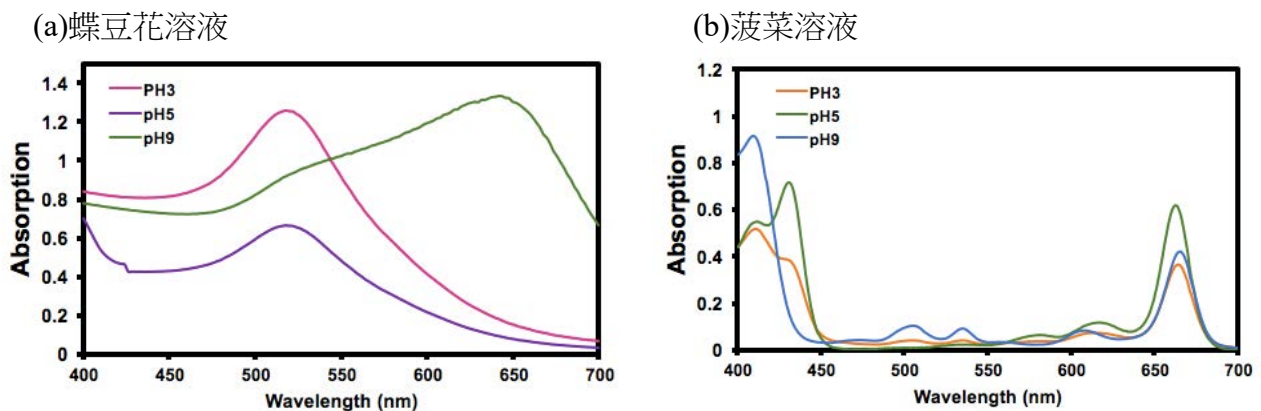 (a)蝶豆花溶液
1.4
1.2
1
0.8
0.6
0.4
0.2
0
Absorption
PH3
pH5
pH9
400 450 500 550 600 650 700
Wavelength (nm)
(b)菠菜溶液
1.2
1
0.8
0.6
0.4
0.2
0
Absorption
PH3
pH5
pH9
400 450 500 550 600 650 700
Wavelength (nm)